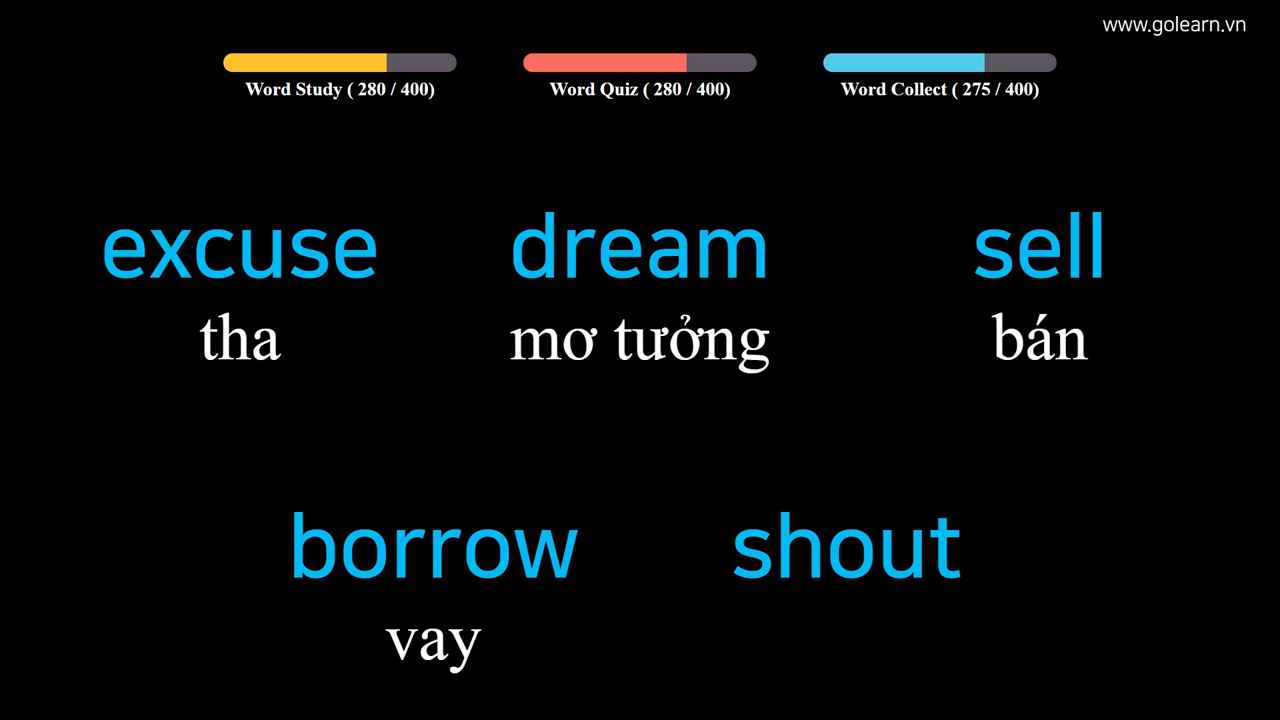 www.golearn.vn
Word Study ( 280 / 400)
Word Quiz ( 280 / 400)
Word Collect ( 275 / 400)
excuse
tha
dream
mơ tưởng
sell
bán
borrow
vay
shout